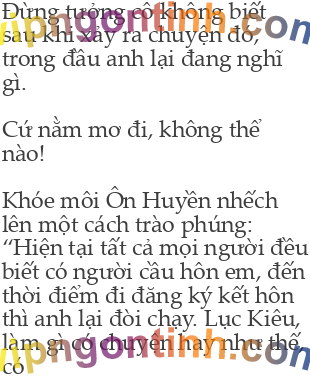 Đừng tưởng cô không biết
sau khi xảy ra chuyện đó,
trong đầu anh lại đang nghĩ
gì.
Cứ nằm mơ đi, không thể
nào!
Khóe môi Ôn Huyền nhếch
lên một cách trào phúng:
“Hiện tại tất cả mọi người đều
biết có người cầu hôn em, đến
thời điểm đi đăng ký kết hôn
thì anh lại đòi chạy. Lục Kiêu,
làm gì có chuyện hay như thế
có
vipngontinh.com
vipngontinh.com